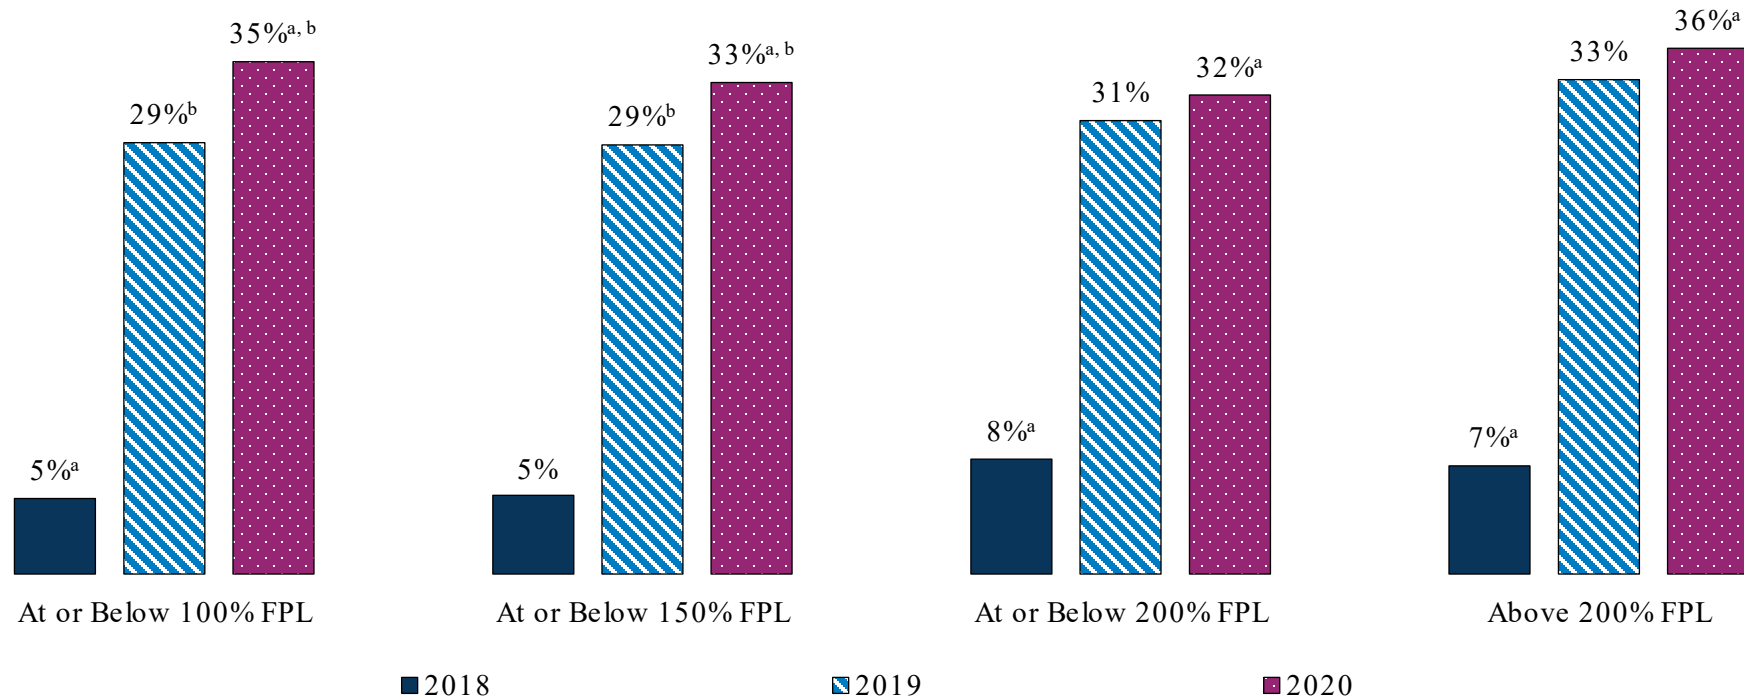 35%a, b
29%b
5%a
At or Below 100% FPL
33%a, b
29%b
5%
At or Below 150% FPL
32%a
31%
8%a
At or Below 200% FPL
36%a
33%
7%a
Above 200% FPL
2018
2019
2020